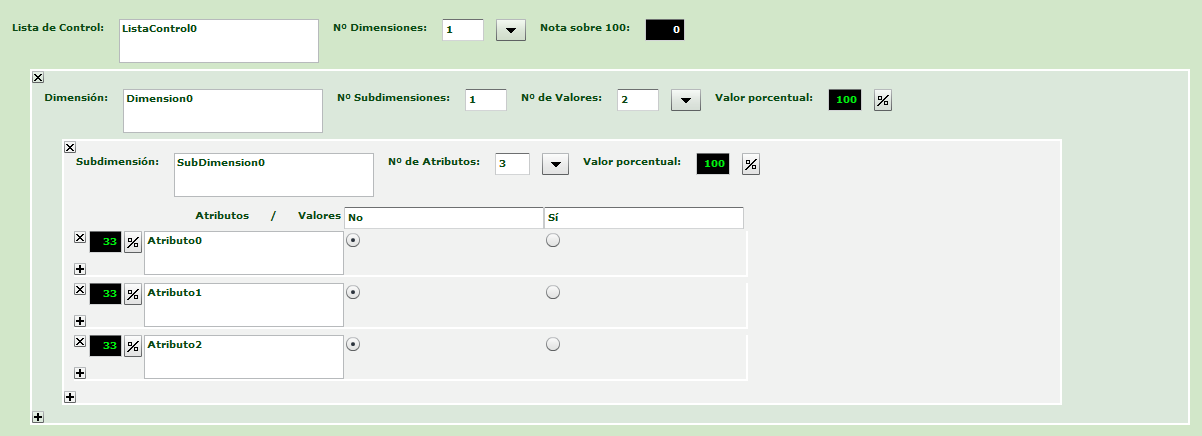 Lista de Control: ListaControl0 Nº Dimensiones: 1 Nota sobre 100: 0
Dimensión: Dimension0 Nº Subdimensiones: 1 Nº de Valores: 2 Valor porcentual: 100 %
Subdimensión: SubDimension0 Nº de Atributos: 3 Valor porcentual: 100 %
Atributos / Valores No Sí
33 % Atributo0
33 % Atributo1
33 % Atributo2